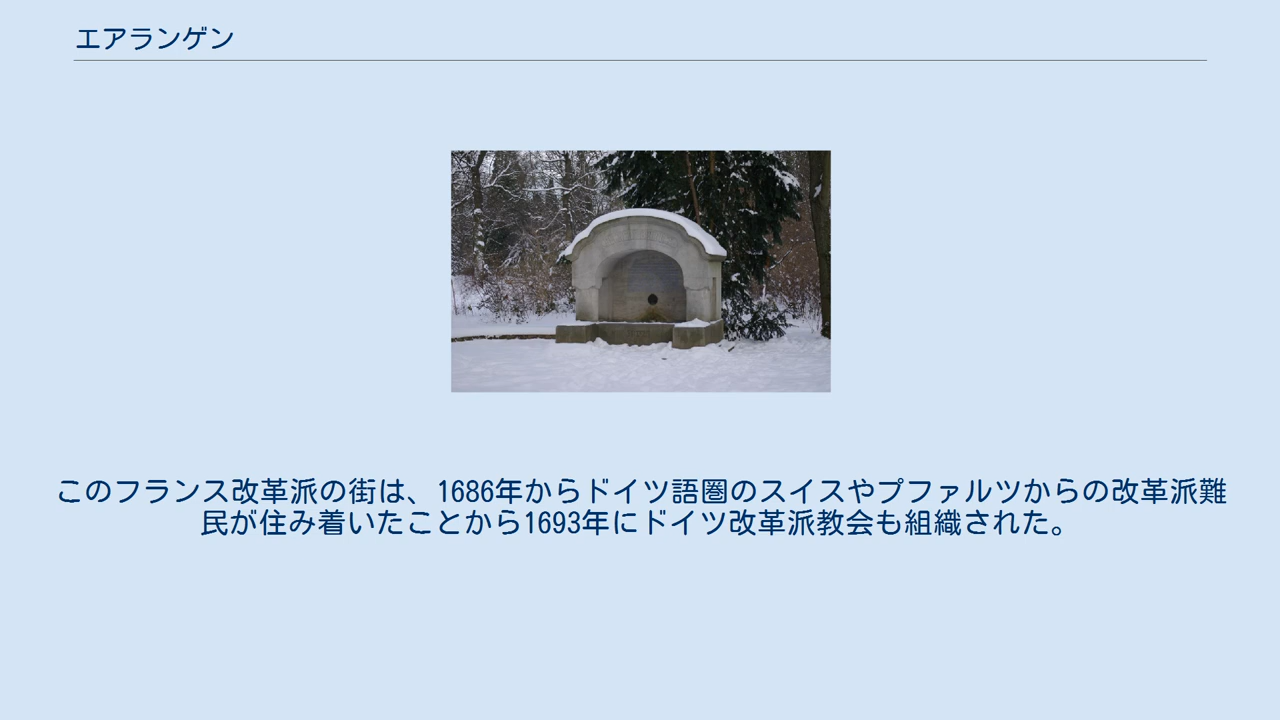 エアランゲン
このフランス改革派の街は、1686年からドイツ語圏のスイスやプファルツからの改革派難
民が住み着いたことから1693年にドイツ改革派教会も組織された。